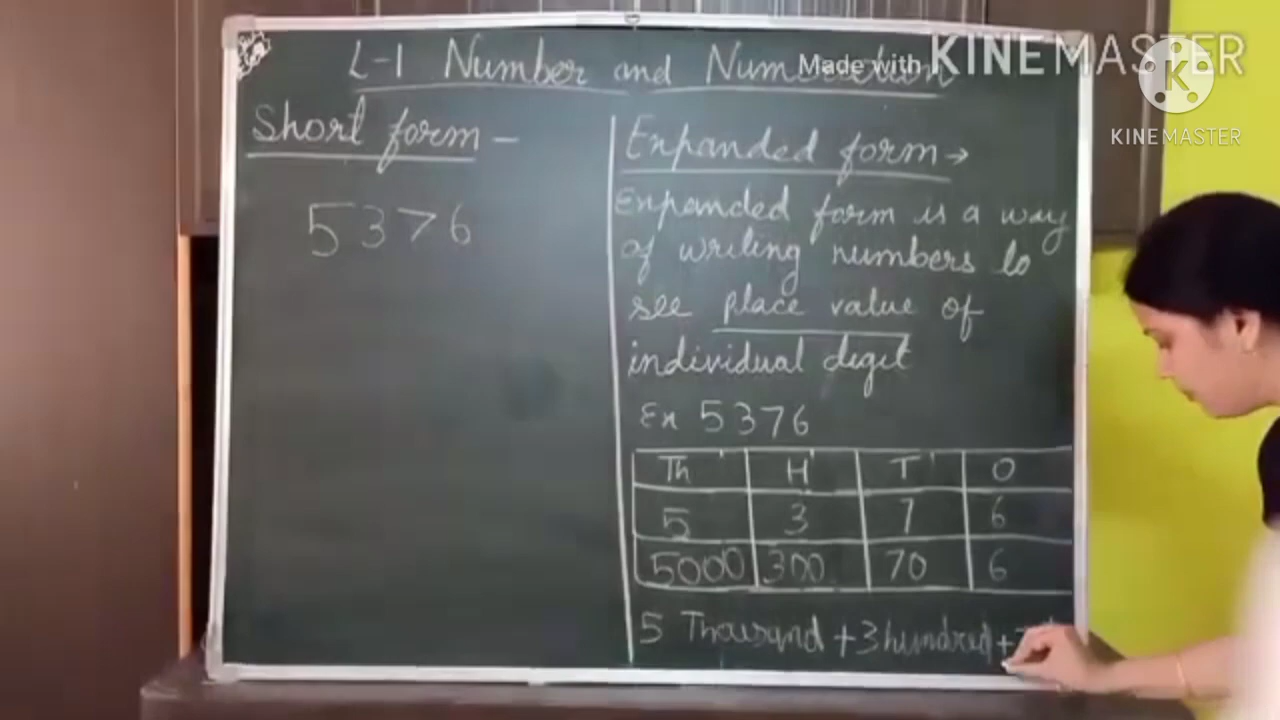 L-1 Number and Numeration
Made with KINEMASTER
KINEMASTER
Short form -
5376
Expanded form →
Expanded form is a way
of writing numbers to
see place value of
individual digit
Ex 5376
Th H T O
5 3 7 6
5000 300 70 6
5 Thousand + 3 hundred +